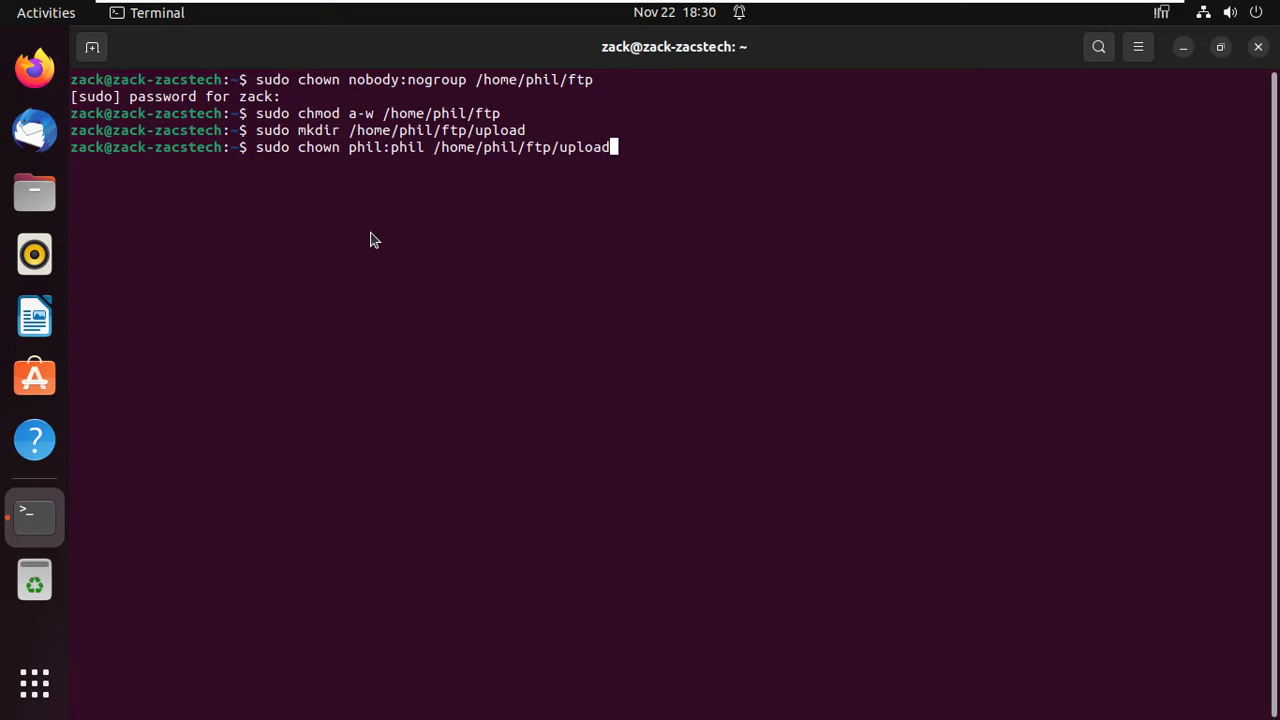 Activities
Terminal
Nov 22 18:30
zack@zack-zacstech: ~
zack@zack-zacstech:~$ sudo chown nobody:nogroup /home/phil/ftp
[sudo] password for zack:
zack@zack-zacstech:~$ sudo chmod a-w /home/phil/ftp
zack@zack-zacstech:~$ sudo mkdir /home/phil/ftp/upload
zack@zack-zacstech:~$ sudo chown phil:phil /home/phil/ftp/upload